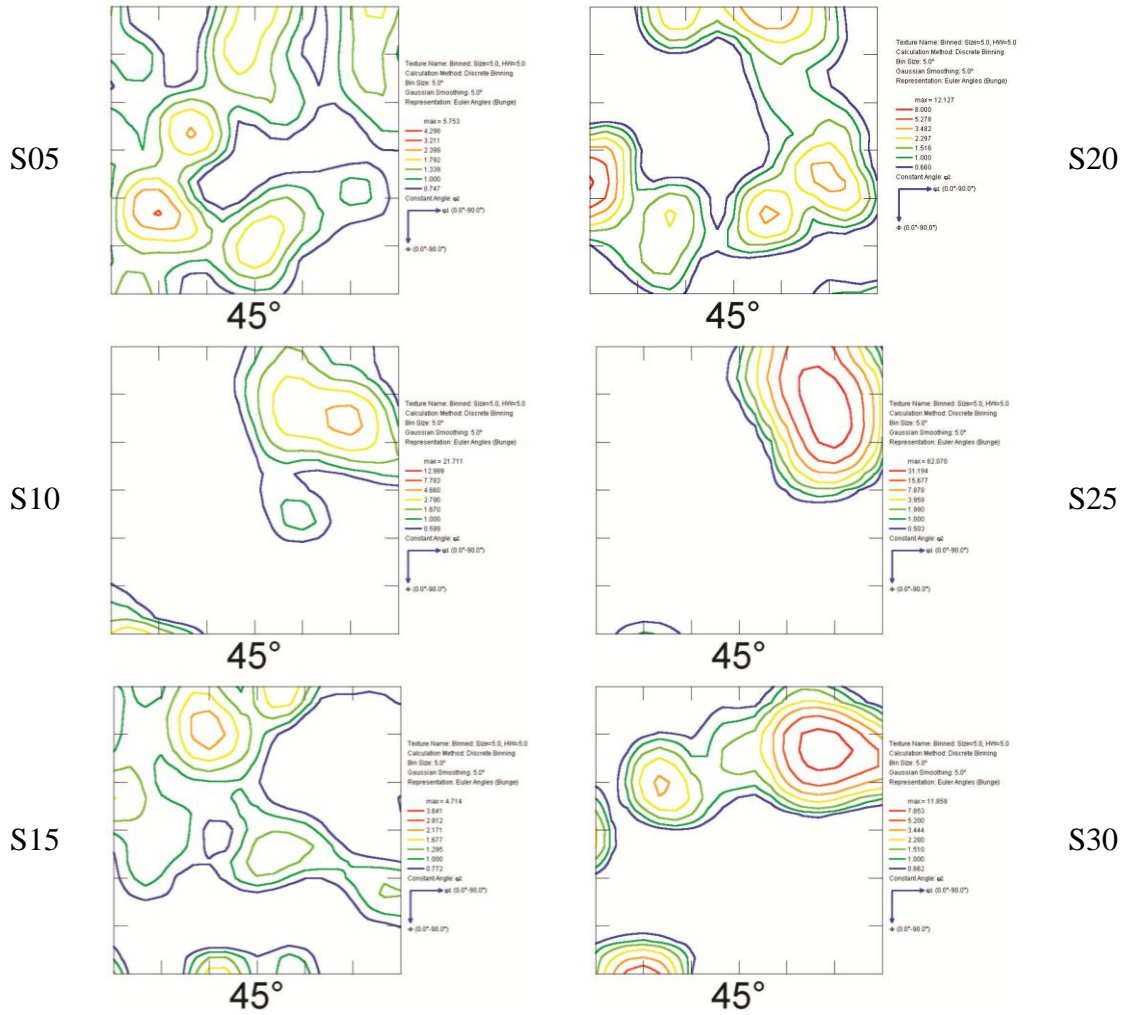 S05
Texture Name: Binned: Size=5.0, HW=5.0
Calculation Method: Discrete Binning
Bin Size: 5.0°
Gaussian Smoothing: 5.0°
Representation: Euler Angles (Bunge)
max = 5.753
4.298
3.211
2.399
1.792
1.339
1.000
0.747
Constant Angle: φ2
φ1 (0.0°-90.0°)
Φ (0.0°-90.0°)
45°
Texture Name: Binned: Size=5.0, HW=5.0
Calculation Method: Discrete Binning
Bin Size: 5.0°
Gaussian Smoothing: 5.0°
Representation: Euler Angles (Bunge)
max = 12.127
8.000
5.278
3.482
2.297
1.516
1.000
0.660
Constant Angle: φ2
φ1 (0.0°-90.0°)
Φ (0.0°-90.0°)
45°
S20
S10
Texture Name: Binned: Size=5.0, HW=5.0
Calculation Method: Discrete Binning
Bin Size: 5.0°
Gaussian Smoothing: 5.0°
Representation: Euler Angles (Bunge)
max = 21.711
12.999
7.783
4.660
2.790
1.670
1.000
0.599
Constant Angle: φ2
φ1 (0.0°-90.0°)
Φ (0.0°-90.0°)
45°
Texture Name: Binned: Size=5.0, HW=5.0
Calculation Method: Discrete Binning
Bin Size: 5.0°
Gaussian Smoothing: 5.0°
Representation: Euler Angles (Bunge)
max = 62.070
31.194
15.677
7.878
3.959
1.990
1.000
0.503
Constant Angle: φ2
φ1 (0.0°-90.0°)
Φ (0.0°-90.0°)
45°
S25
S15
Texture Name: Binned: Size=5.0, HW=5.0
Calculation Method: Discrete Binning
Bin Size: 5.0°
Gaussian Smoothing: 5.0°
Representation: Euler Angles (Bunge)
max = 4.714
3.641
2.812
2.171
1.677
1.295
1.000
0.772
Constant Angle: φ2
φ1 (0.0°-90.0°)
Φ (0.0°-90.0°)
45°
Texture Name: Binned: Size=5.0, HW=5.0
Calculation Method: Discrete Binning
Bin Size: 5.0°
Gaussian Smoothing: 5.0°
Representation: Euler Angles (Bunge)
max = 11.858
7.853
5.200
3.444
2.280
1.510
1.000
0.662
Constant Angle: φ2
φ1 (0.0°-90.0°)
Φ (0.0°-90.0°)
45°
S30